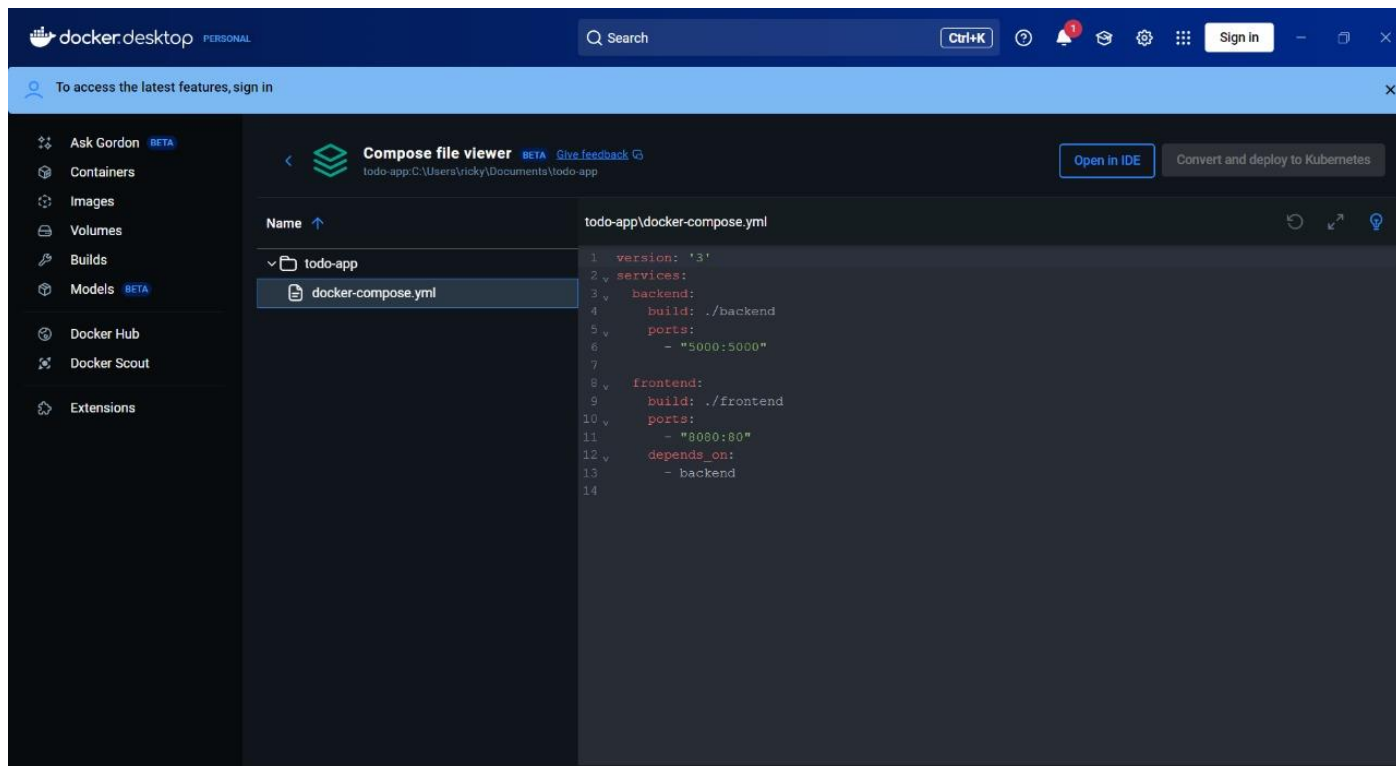 docker.desktop PERSONAL
Search
Ctrl+K
1
Sign in
To access the latest features, sign in
Ask Gordon BETA
Containers
Images
Volumes
Builds
Models BETA
Docker Hub
Docker Scout
Extensions
Compose file viewer BETA Give feedback
todo-app:C:\Users\ricky\Documents\todo-app
Open in IDE
Convert and deploy to Kubernetes
Name
todo-app
docker-compose.yml
todo-app\docker-compose.yml
1 version: '3'
2 services:
3   backend:
4     build: ./backend
5     ports:
6       - "5000:5000"
7
8   frontend:
9     build: ./frontend
10     ports:
11       - "8080:80"
12     depends_on:
13       - backend
14